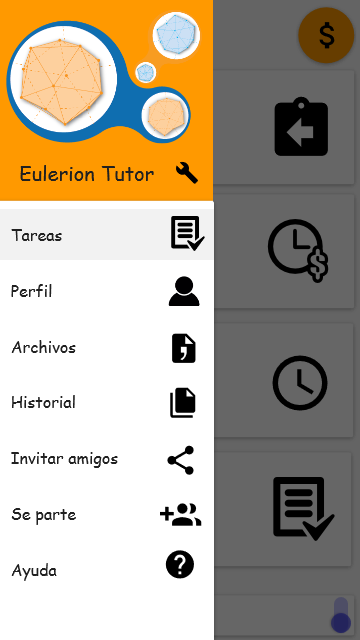 $
Eulerion Tutor
Tareas
$
Perfil
Archivos
Historial
Invitar amigos
Se parte
Ayuda
?